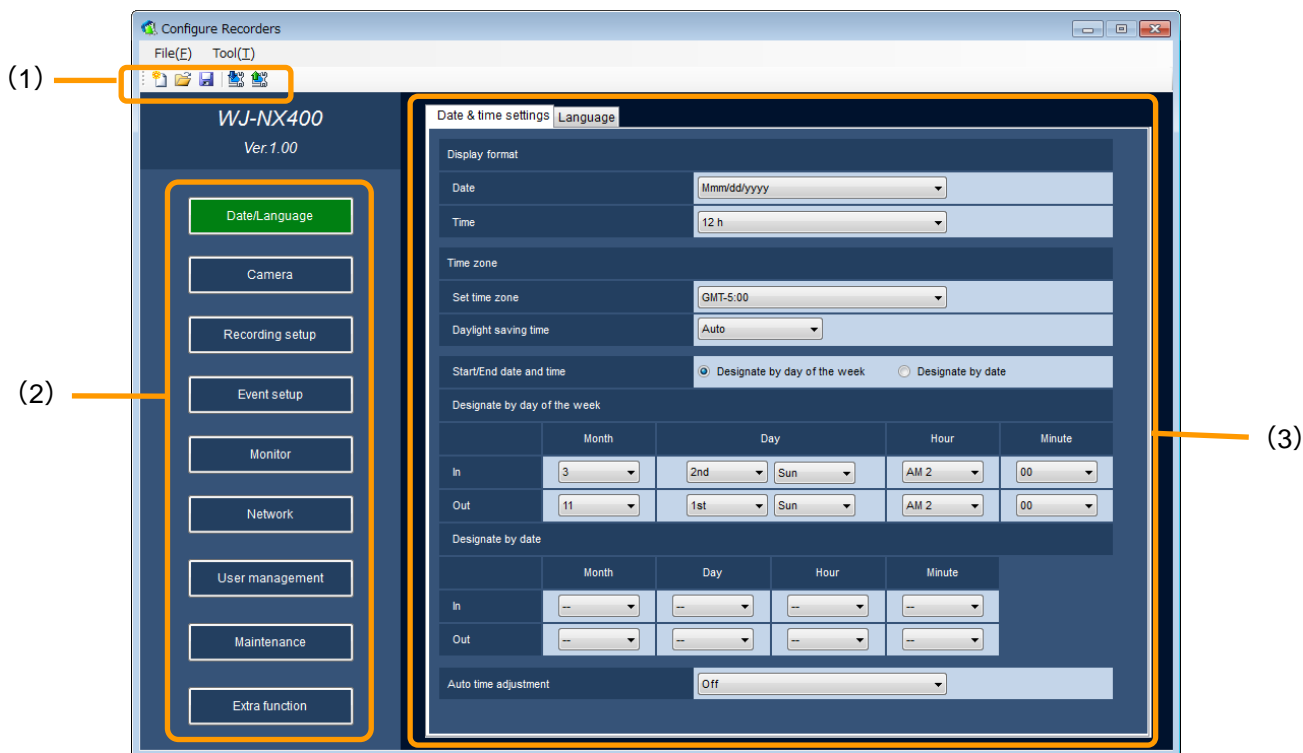 Configure Recorders
File(F) Tool(T)
(1)
WJ-NX400
Ver.1.00
Date/Language
Camera
Recording setup
Event setup
(2)
Monitor
Network
User management
Maintenance
Extra function
Date & time settings Language
Display format
Date Mmm/dd/yyyy
Time 12 h
Time zone
Set time zone GMT-5:00
Daylight saving time Auto
Start/End date and time Designate by day of the week Designate by date
Designate by day of the week
Month Day Hour Minute
In 3 2nd Sun AM 2 00
Out 11 1st Sun AM 2 00
Designate by date
Month Day Hour Minute
In -- -- -- --
Out -- -- -- --
Auto time adjustment Off
(3)